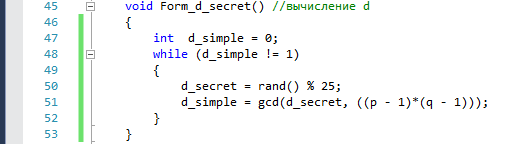 45 void Form_d_secret() //вычисление d
46 {
47 int d_simple = 0;
48 while (d_simple != 1)
49 {
50 d_secret = rand() % 25;
51 d_simple = gcd(d_secret, ((p - 1)*(q - 1)));
52 }
53 }